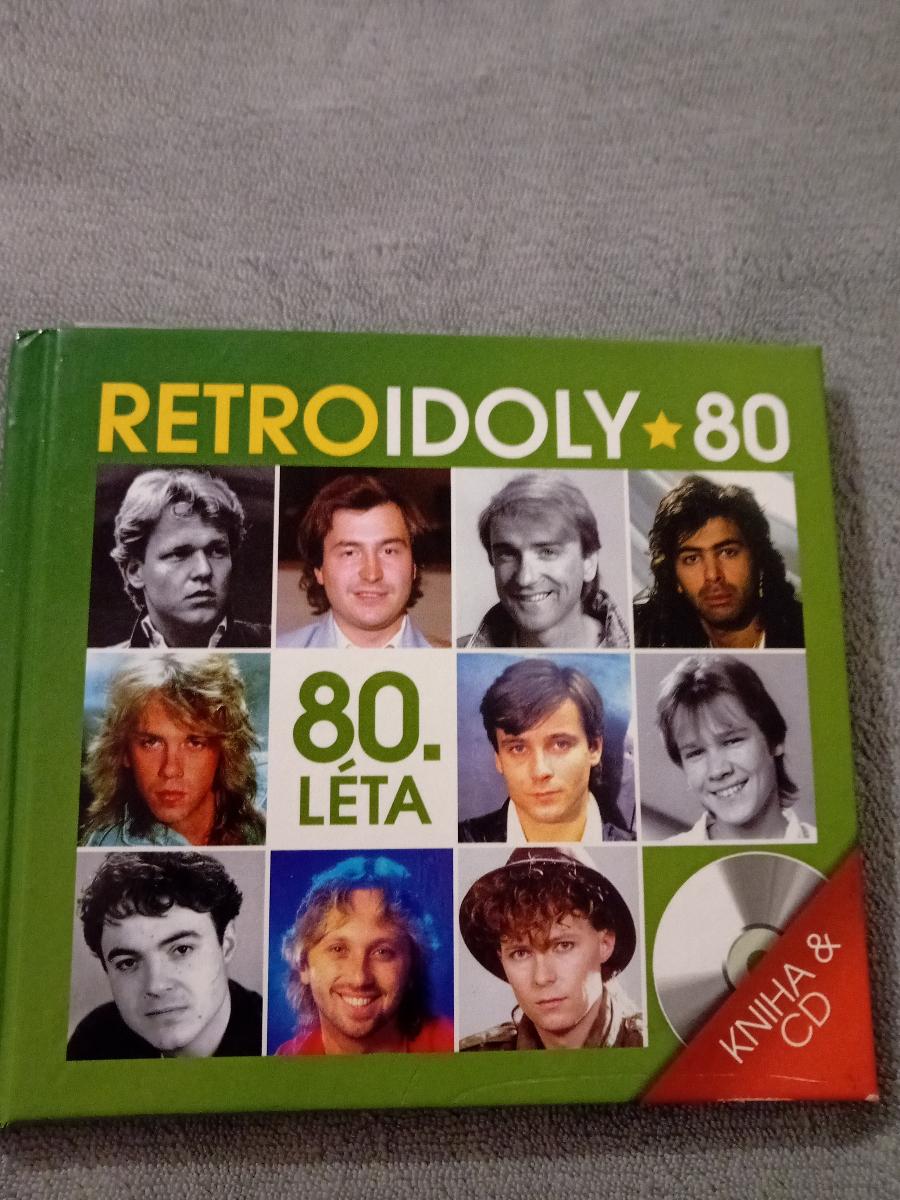 RETROIDOLY★80
80.
LÉTA
KNIHA &
CD